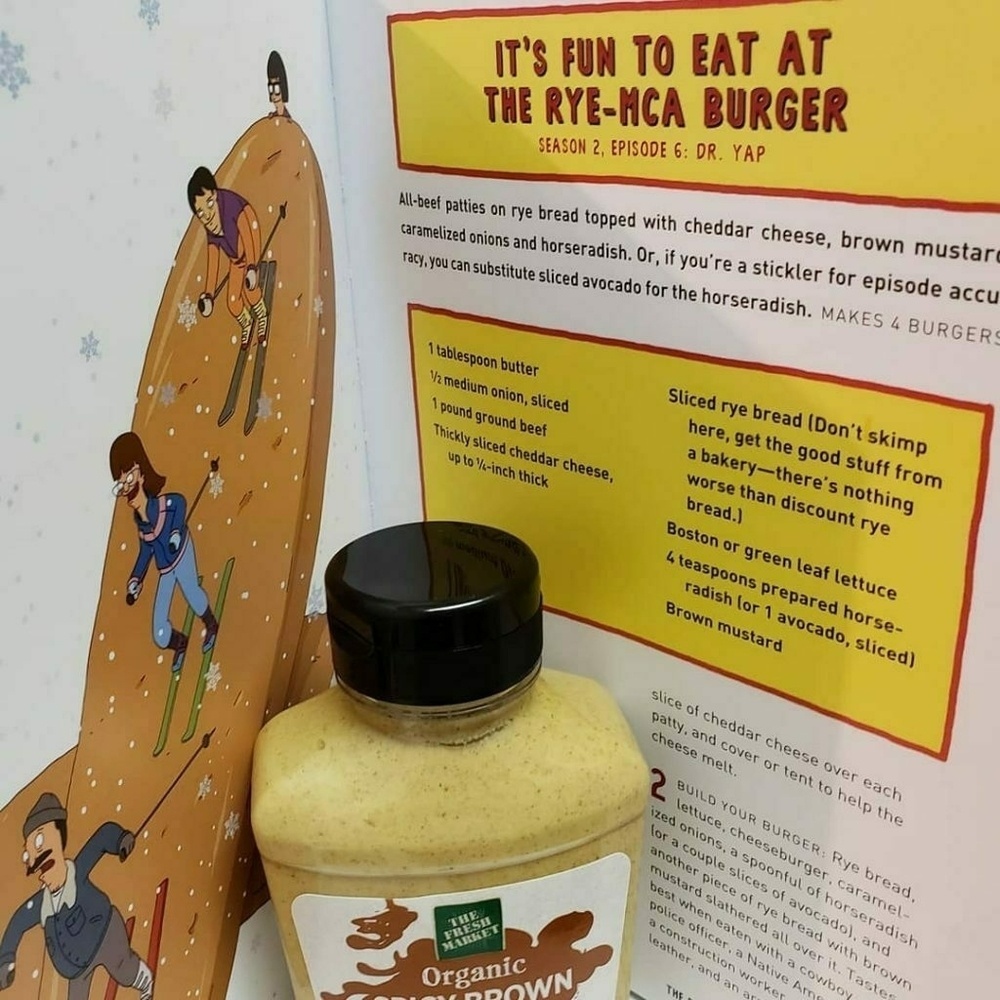 IT'S FUN TO EAT AT
THE RYE-MCA BURGER
SEASON 2, EPISODE 6: DR. YAP
All-beef patties on rye bread topped with cheddar cheese, brown mustard
caramelized onions and horseradish. Or, if you're a stickler for episode accu
racy, you can substitute sliced avocado for the horseradish. MAKES 4 BURGERS
1 tablespoon butter
½ medium onion, sliced
1 pound ground beef
Thickly sliced cheddar cheese,
up to ¼-inch thick
Sliced rye bread (Don't skimp
here, get the good stuff from
a bakery—there's nothing
worse than discount rye
bread.)
Boston or green leaf lettuce
4 teaspoons prepared horse-
radish (or 1 avocado, sliced)
Brown mustard
slice of cheddar cheese over each
patty, and cover or tent to help the
cheese melt.
2 BUILD YOUR BURGER: Rye bread,
lettuce, cheeseburger, caramel-
ized onions, a spoonful of horseradish
(or a couple slices of avocado), and
another piece of rye bread with brown
mustard slathered all over it. Tastes
best when eaten with a cowboy,
police officer, a Native Am
a construction worker
leather, and an ar
THE
THE
FRESH
MARKET
Organic
SPICY BROWN